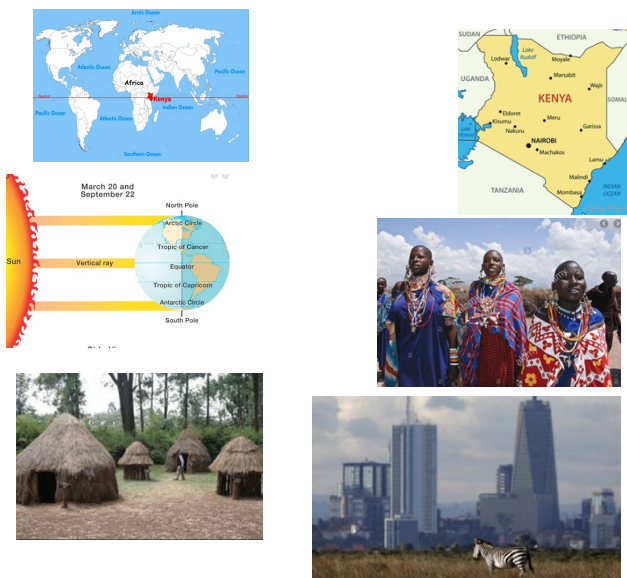 Arctic Ocean
Atlantic Ocean
Africa
Pacific Ocean
Equator
Equator
Kenya
Indian Ocean
Pacific Ocean
Atlantic Ocean
Southern Ocean
SUDAN
ETHIOPIA
Lake
Rudolf
Lodwar
Moyale
UGANDA
Marsabit
Wajir
KENYA
SOMAL
Eldoret
Kisumu
Meru
Nakuru
Garissa
Lake
NAIROBI
Machakos
Lamu
Malindi
Mombasa
INDIAN
OCEAN
TANZANIA
March 20 and
September 22
North Pole
Arctic Circle
Tropic of Cancer
Sun
Vertical ray
Equator
Tropic of Capricorn
Antarctic Circle
South Pole